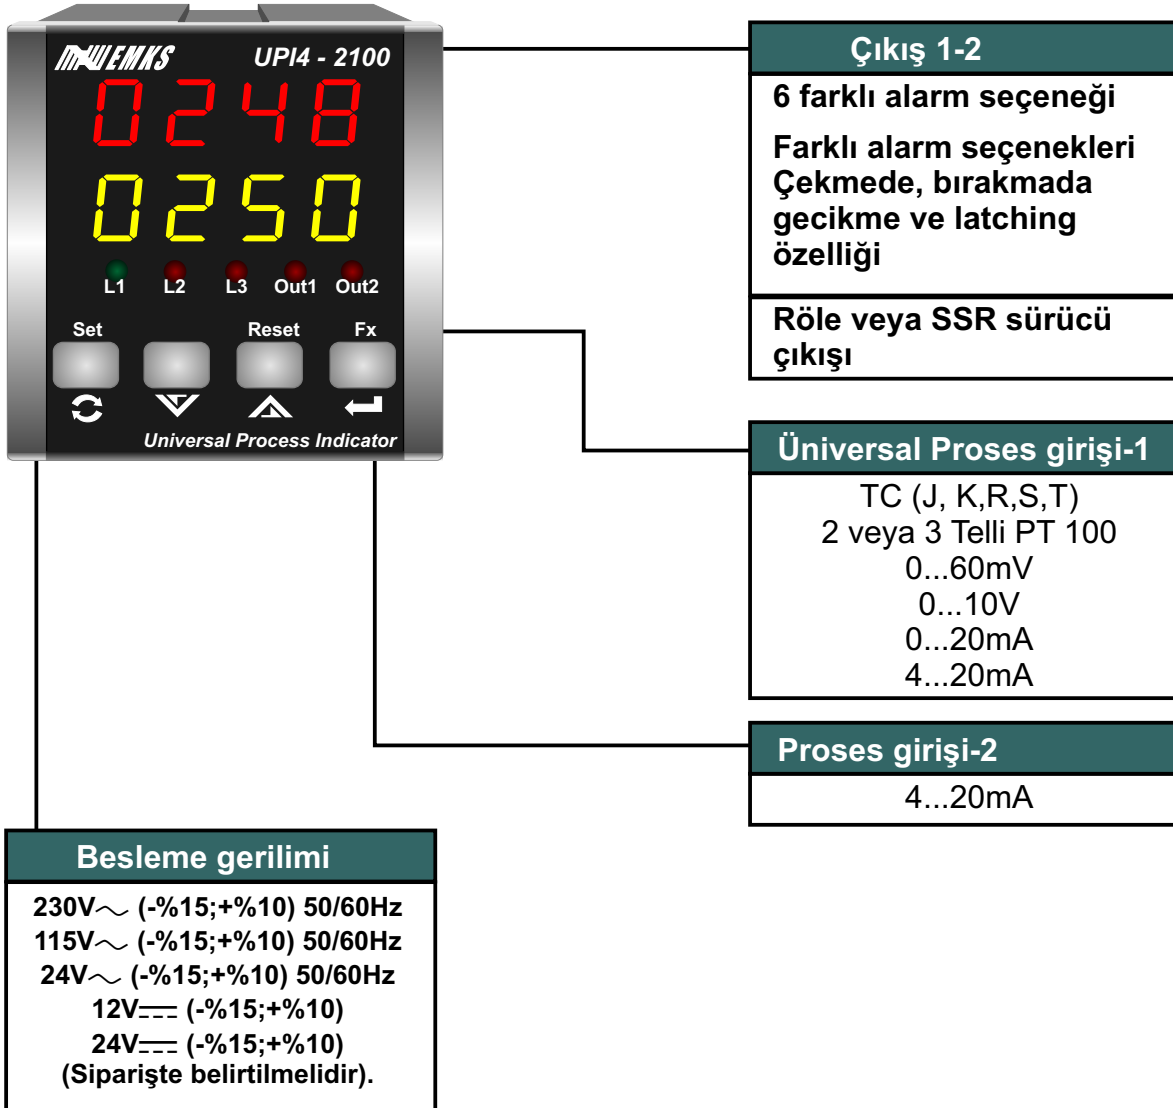 EMKS
UPI4 - 2100
0248
0250
L1 L2 L3 Out1 Out2
Set Reset Fx
Universal Process Indicator
Çıkış 1-2
6 farklı alarm seçeneği
Farklı alarm seçenekleri
Çekmede, bırakmada
gecikme ve latching
özelliği
Röle veya SSR sürücü
çıkışı
Üniversal Proses girişi-1
TC (J, K,R,S,T)
2 veya 3 Telli PT 100
0...60mV
0...10V
0...20mA
4...20mA
Proses girişi-2
4...20mA
Besleme gerilimi
230V⏦ (-%15;+%10) 50/60Hz
115V⏦ (-%15;+%10) 50/60Hz
24V⏦ (-%15;+%10) 50/60Hz
12V⎓ (-%15;+%10)
24V⎓ (-%15;+%10)
(Siparişte belirtilmelidir).